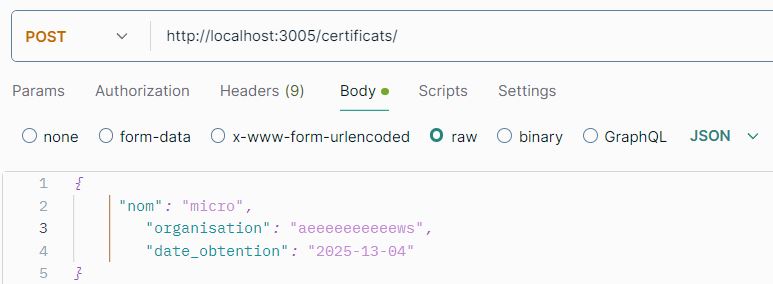 POST http://localhost:3005/certificats/
Params Authorization Headers (9) Body Scripts Settings
none form-data x-www-form-urlencoded raw binary GraphQL JSON
1 {
2 "nom": "micro",
3 "organisation": "aeeeeeeeeeews",
4 "date_obtention": "2025-13-04"
5 }